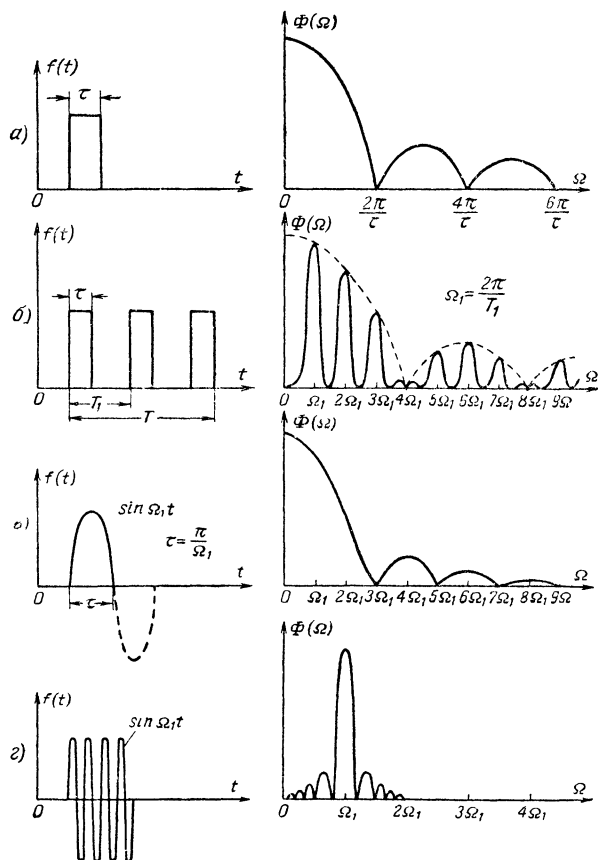 а)
f(t)
τ
t
0
Φ(Ω)
Ω
0
2π/τ
4π/τ
6π/τ
б)
f(t)
τ
t
0
T₁
T
Φ(Ω)
Ω₁ = 2π/T₁
Ω
0 Ω₁ 2Ω₁ 3Ω₁ 4Ω₁ 5Ω₁ 6Ω₁ 7Ω₁ 8Ω₁ 9Ω
f(t)
sin Ω₁t
τ = π/Ω₁
t
0
τ
Φ(Ω)
Ω
0 Ω₁ 2Ω₁ 3Ω₁ 4Ω₁ 5Ω₁ 6Ω₁ 7Ω₁ 8Ω₁ 9Ω
г)
f(t)
sin Ω₁t
t
0
Φ(Ω)
Ω
0 Ω₁ 2Ω₁ 3Ω₁ 4Ω₁